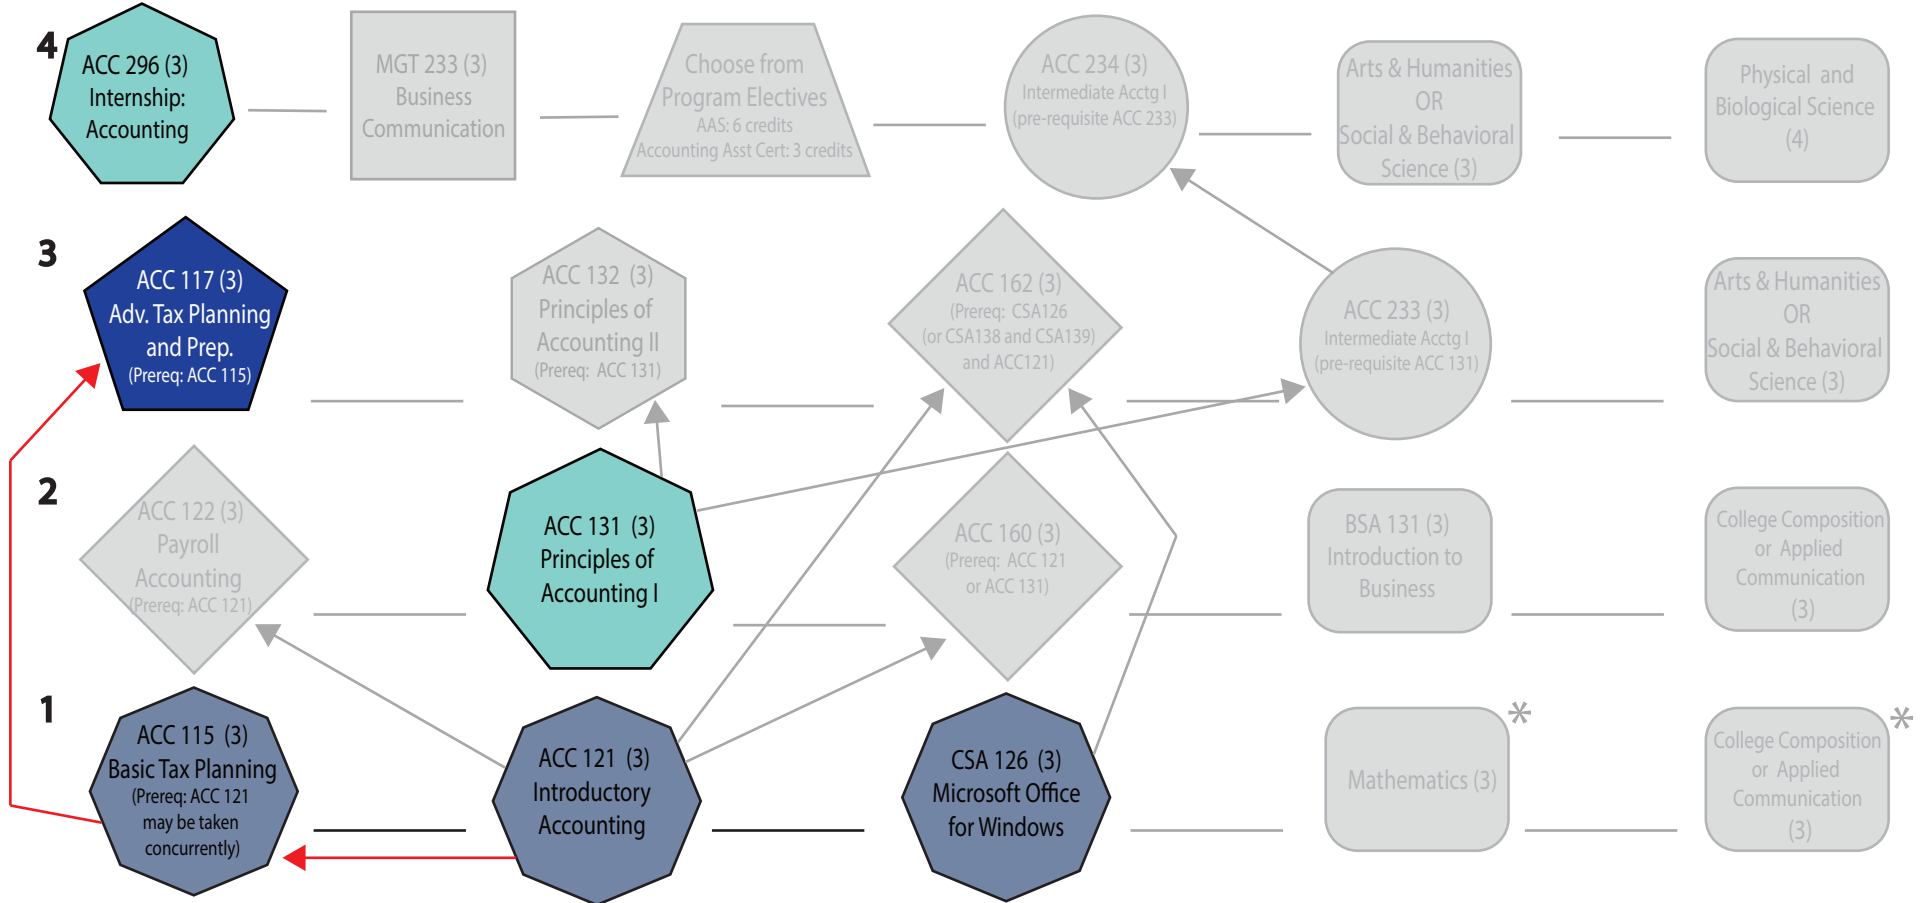 4
ACC 296 (3)
Internship:
Accounting
MGT 233 (3)
Business
Communication
Choose from
Program Electives
AAS: 6 credits
Accounting Asst Cert: 3 credits
ACC 234 (3)
Intermediate Acctg I
(pre-requisite ACC 233)
Arts & Humanities
OR
Social & Behavioral
Science (3)
Physical and
Biological Science
(4)
3
ACC 117 (3)
Adv. Tax Planning
and Prep.
(Prereq: ACC 115)
ACC 132 (3)
Principles of
Accounting II
(Prereq: ACC 131)
ACC 162 (3)
(Prereq: CSA126
(or CSA138 and CSA139)
and ACC121)
ACC 233 (3)
Intermediate Acctg I
(pre-requisite ACC 131)
Arts & Humanities
OR
Social & Behavioral
Science (3)
2
ACC 122 (3)
Payroll
Accounting
(Prereq: ACC 121)
ACC 131 (3)
Principles of
Accounting I
ACC 160 (3)
(Prereq: ACC 121
or ACC 131)
BSA 131 (3)
Introduction to
Business
College Composition
or Applied
Communication
(3)
1
ACC 115 (3)
Basic Tax Planning
(Prereq: ACC 121
may be taken
concurrently)
ACC 121 (3)
Introductory
Accounting
CSA 126 (3)
Microsoft Office
for Windows
Mathematics (3)
*
College Composition
or Applied
Communication
(3)
*